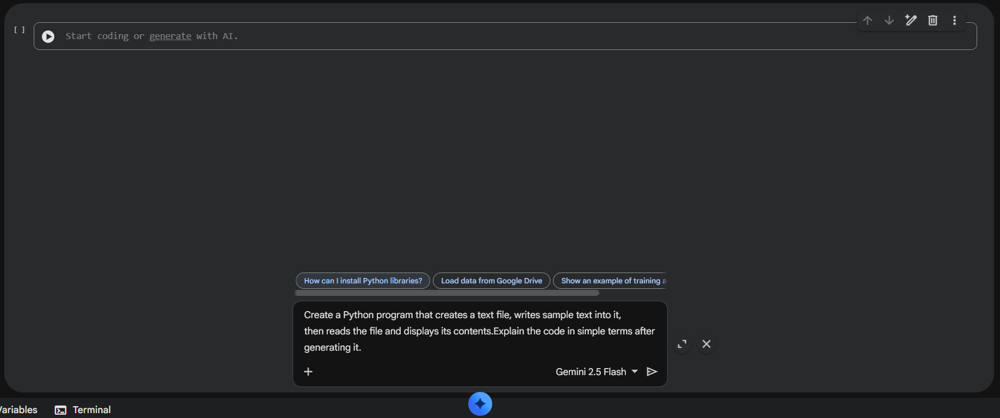 [ ]
Start coding or generate with AI.
How can I install Python libraries?
Load data from Google Drive
Show an example of training a
Create a Python program that creates a text file, writes sample text into it,
then reads the file and displays its contents.Explain the code in simple terms after
generating it.
Gemini 2.5 Flash
Variables
Terminal